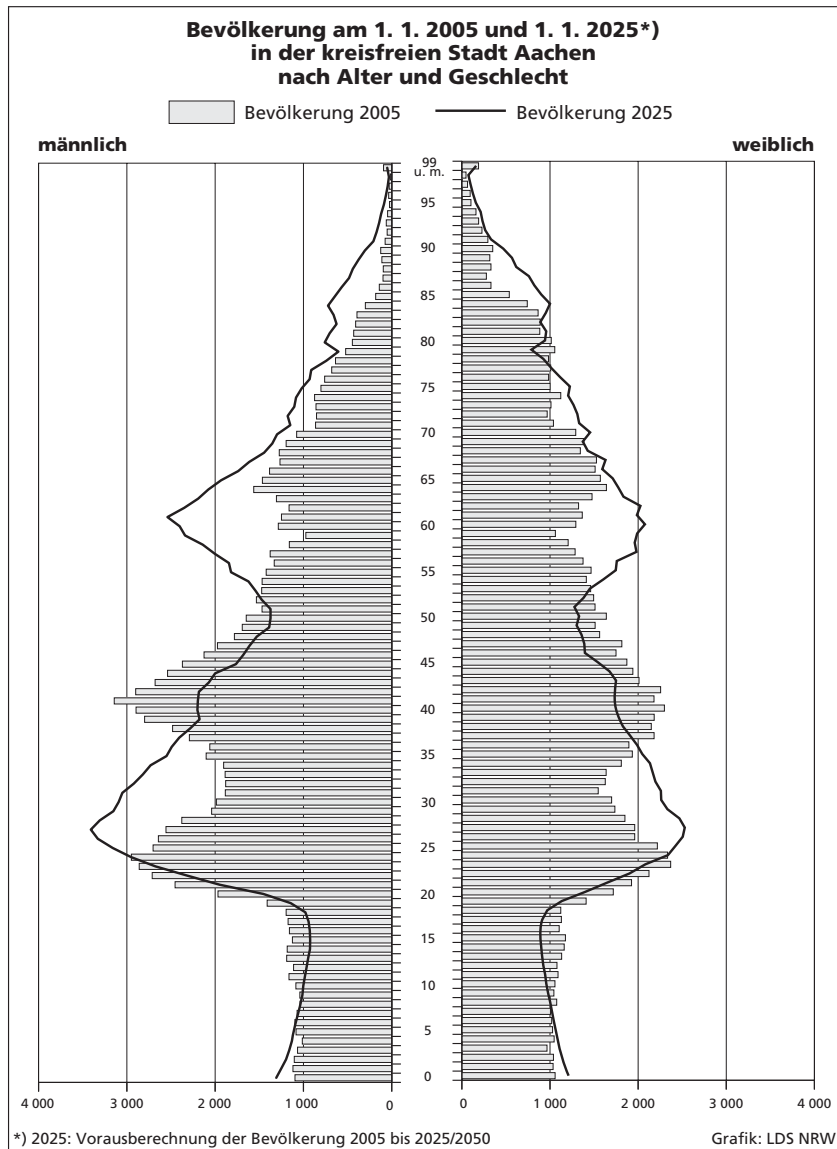 Bevölkerung am 1. 1. 2005 und 1. 1. 2025*)
in der kreisfreien Stadt Aachen
nach Alter und Geschlecht
Bevölkerung 2005
Bevölkerung 2025
männlich
weiblich
99
u. m.
95
90
85
80
75
70
65
60
55
50
45
40
35
30
25
20
15
10
5
0
4 000 3 000 2 000 1 000 0 0 1 000 2 000 3 000 4 000
*) 2025: Vorausberechnung der Bevölkerung 2005 bis 2025/2050 Grafik: LDS NRW